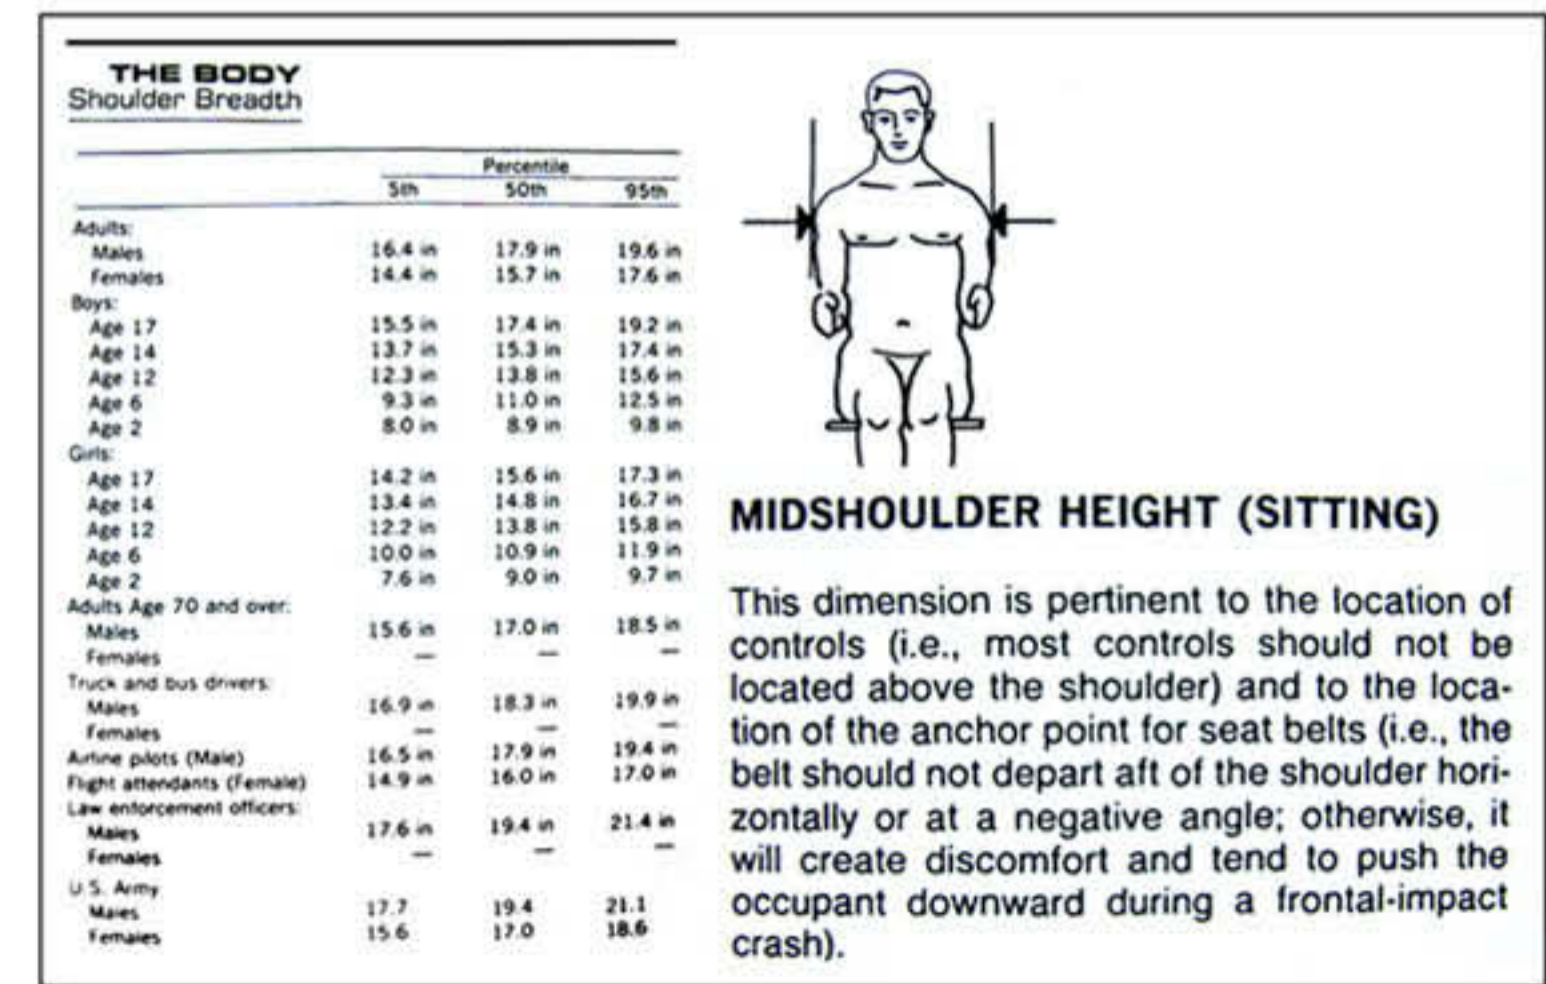 THE BODY
Shoulder Breadth
Percentile
5th 50th 95th
Adults:
Males 16.4 in 17.9 in 19.6 in
Females 14.4 in 15.7 in 17.6 in
Boys:
Age 17 15.5 in 17.4 in 19.2 in
Age 14 13.7 in 15.3 in 17.4 in
Age 12 12.3 in 13.8 in 15.6 in
Age 6 9.3 in 11.0 in 12.5 in
Age 2 8.0 in 8.9 in 9.8 in
Girls:
Age 17 14.2 in 15.6 in 17.3 in
Age 14 13.4 in 14.8 in 16.7 in
Age 12 12.2 in 13.8 in 15.8 in
Age 6 10.0 in 10.9 in 11.9 in
Age 2 7.6 in 9.0 in 9.7 in
Adults Age 70 and over:
Males 15.6 in 17.0 in 18.5 in
Females — — —
Truck and bus drivers:
Males 16.9 in 18.3 in 19.9 in
Females — — —
Airline pilots (Male) 16.5 in 17.9 in 19.4 in
Flight attendants (Female) 14.9 in 16.0 in 17.0 in
Law enforcement officers:
Males 17.6 in 19.4 in 21.4 in
Females — — —
U.S. Army
Males 17.7 19.4 21.1
Females 15.6 17.0 18.6
MIDSHOULDER HEIGHT (SITTING)
This dimension is pertinent to the location of
controls (i.e., most controls should not be
located above the shoulder) and to the loca-
tion of the anchor point for seat belts (i.e., the
belt should not depart aft of the shoulder hori-
zontally or at a negative angle; otherwise, it
will create discomfort and tend to push the
occupant downward during a frontal-impact
crash).